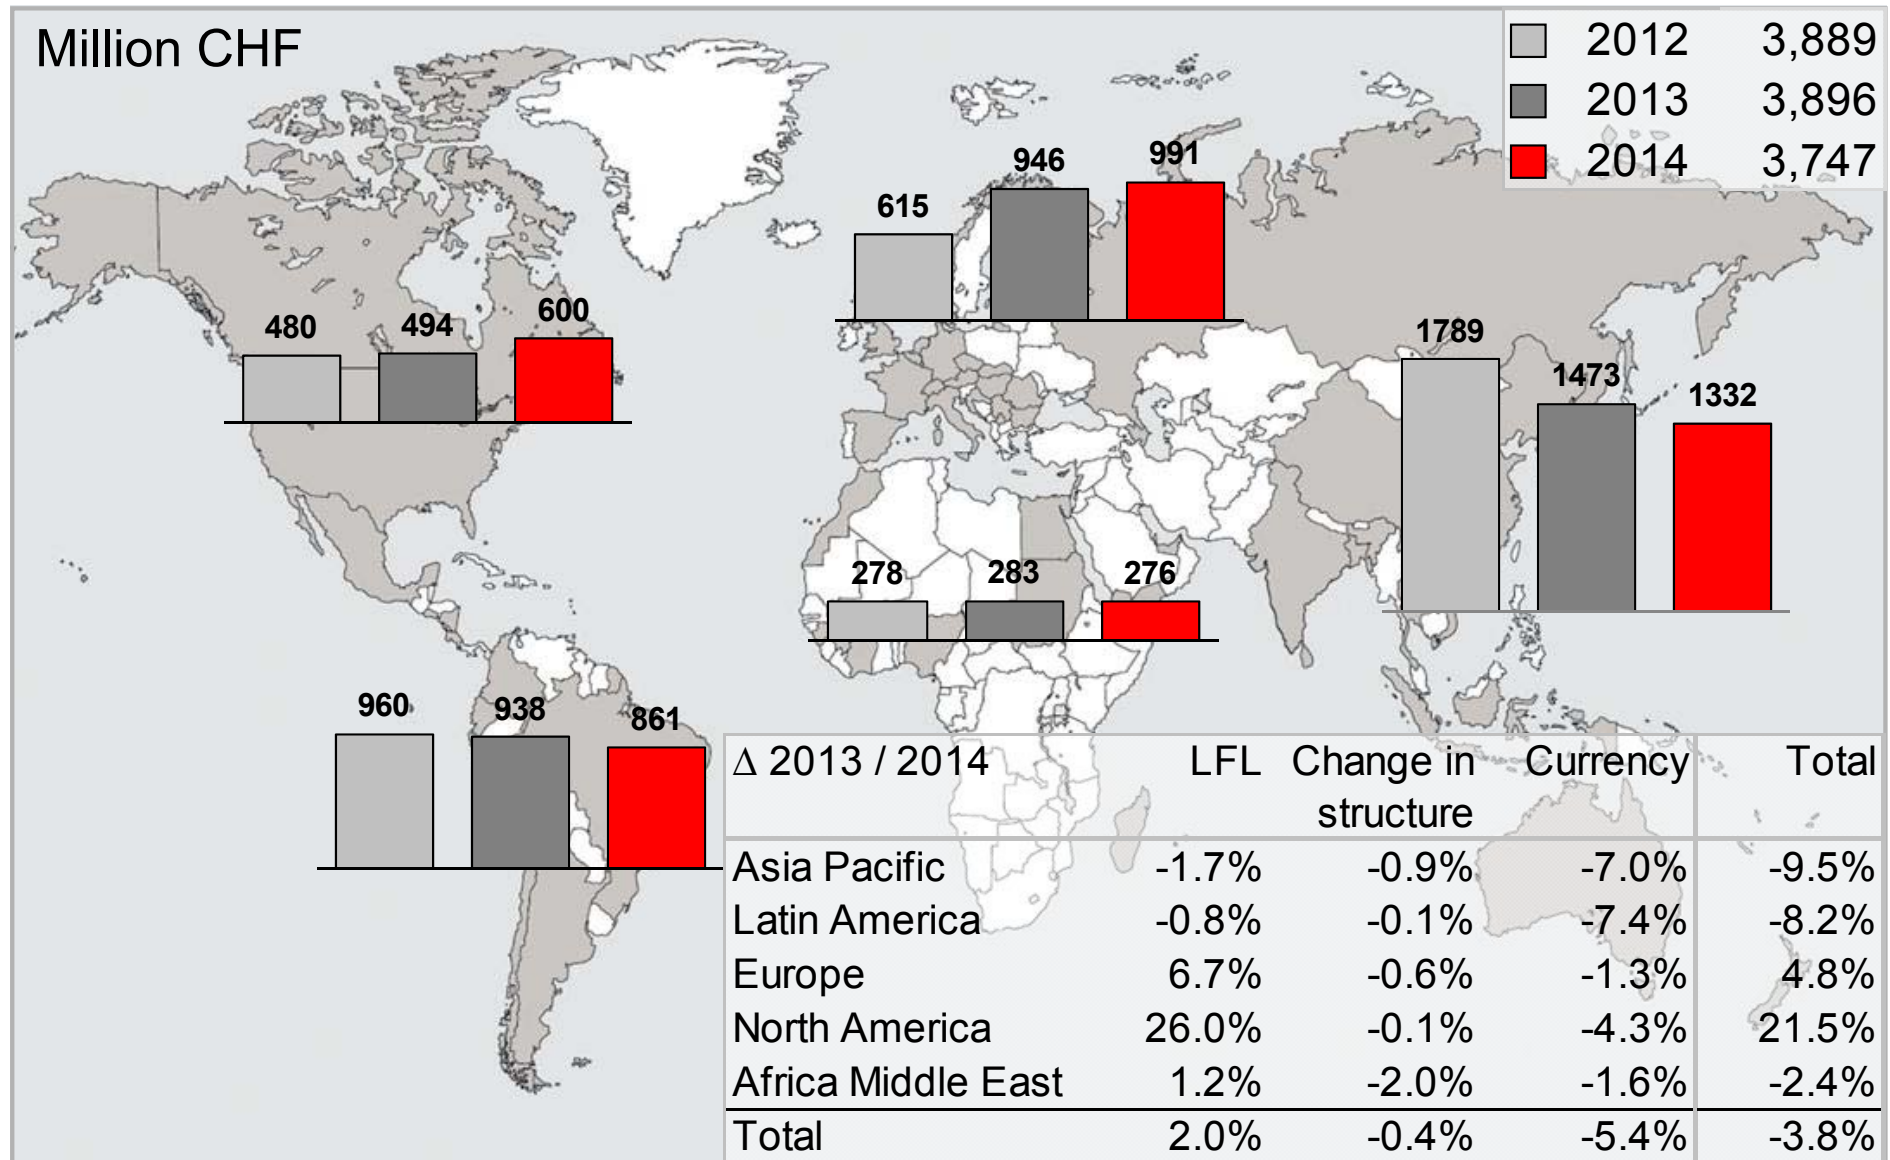 Million CHF
2012 3,889
2013 3,896
2014 3,747
480 494 600
615 946 991
1789 1473 1332
278 283 276
960 938 861
Δ 2013 / 2014 LFL Change in structure Currency Total
Asia Pacific -1.7% -0.9% -7.0% -9.5%
Latin America -0.8% -0.1% -7.4% -8.2%
Europe 6.7% -0.6% -1.3% 4.8%
North America 26.0% -0.1% -4.3% 21.5%
Africa Middle East 1.2% -2.0% -1.6% -2.4%
Total 2.0% -0.4% -5.4% -3.8%